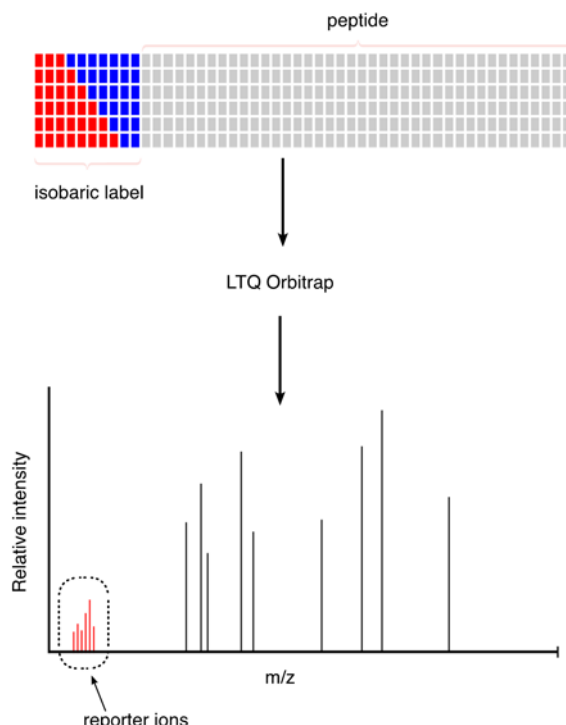 peptide
isobaric label
LTQ Orbitrap
Relative intensity
m/z
reporter ions